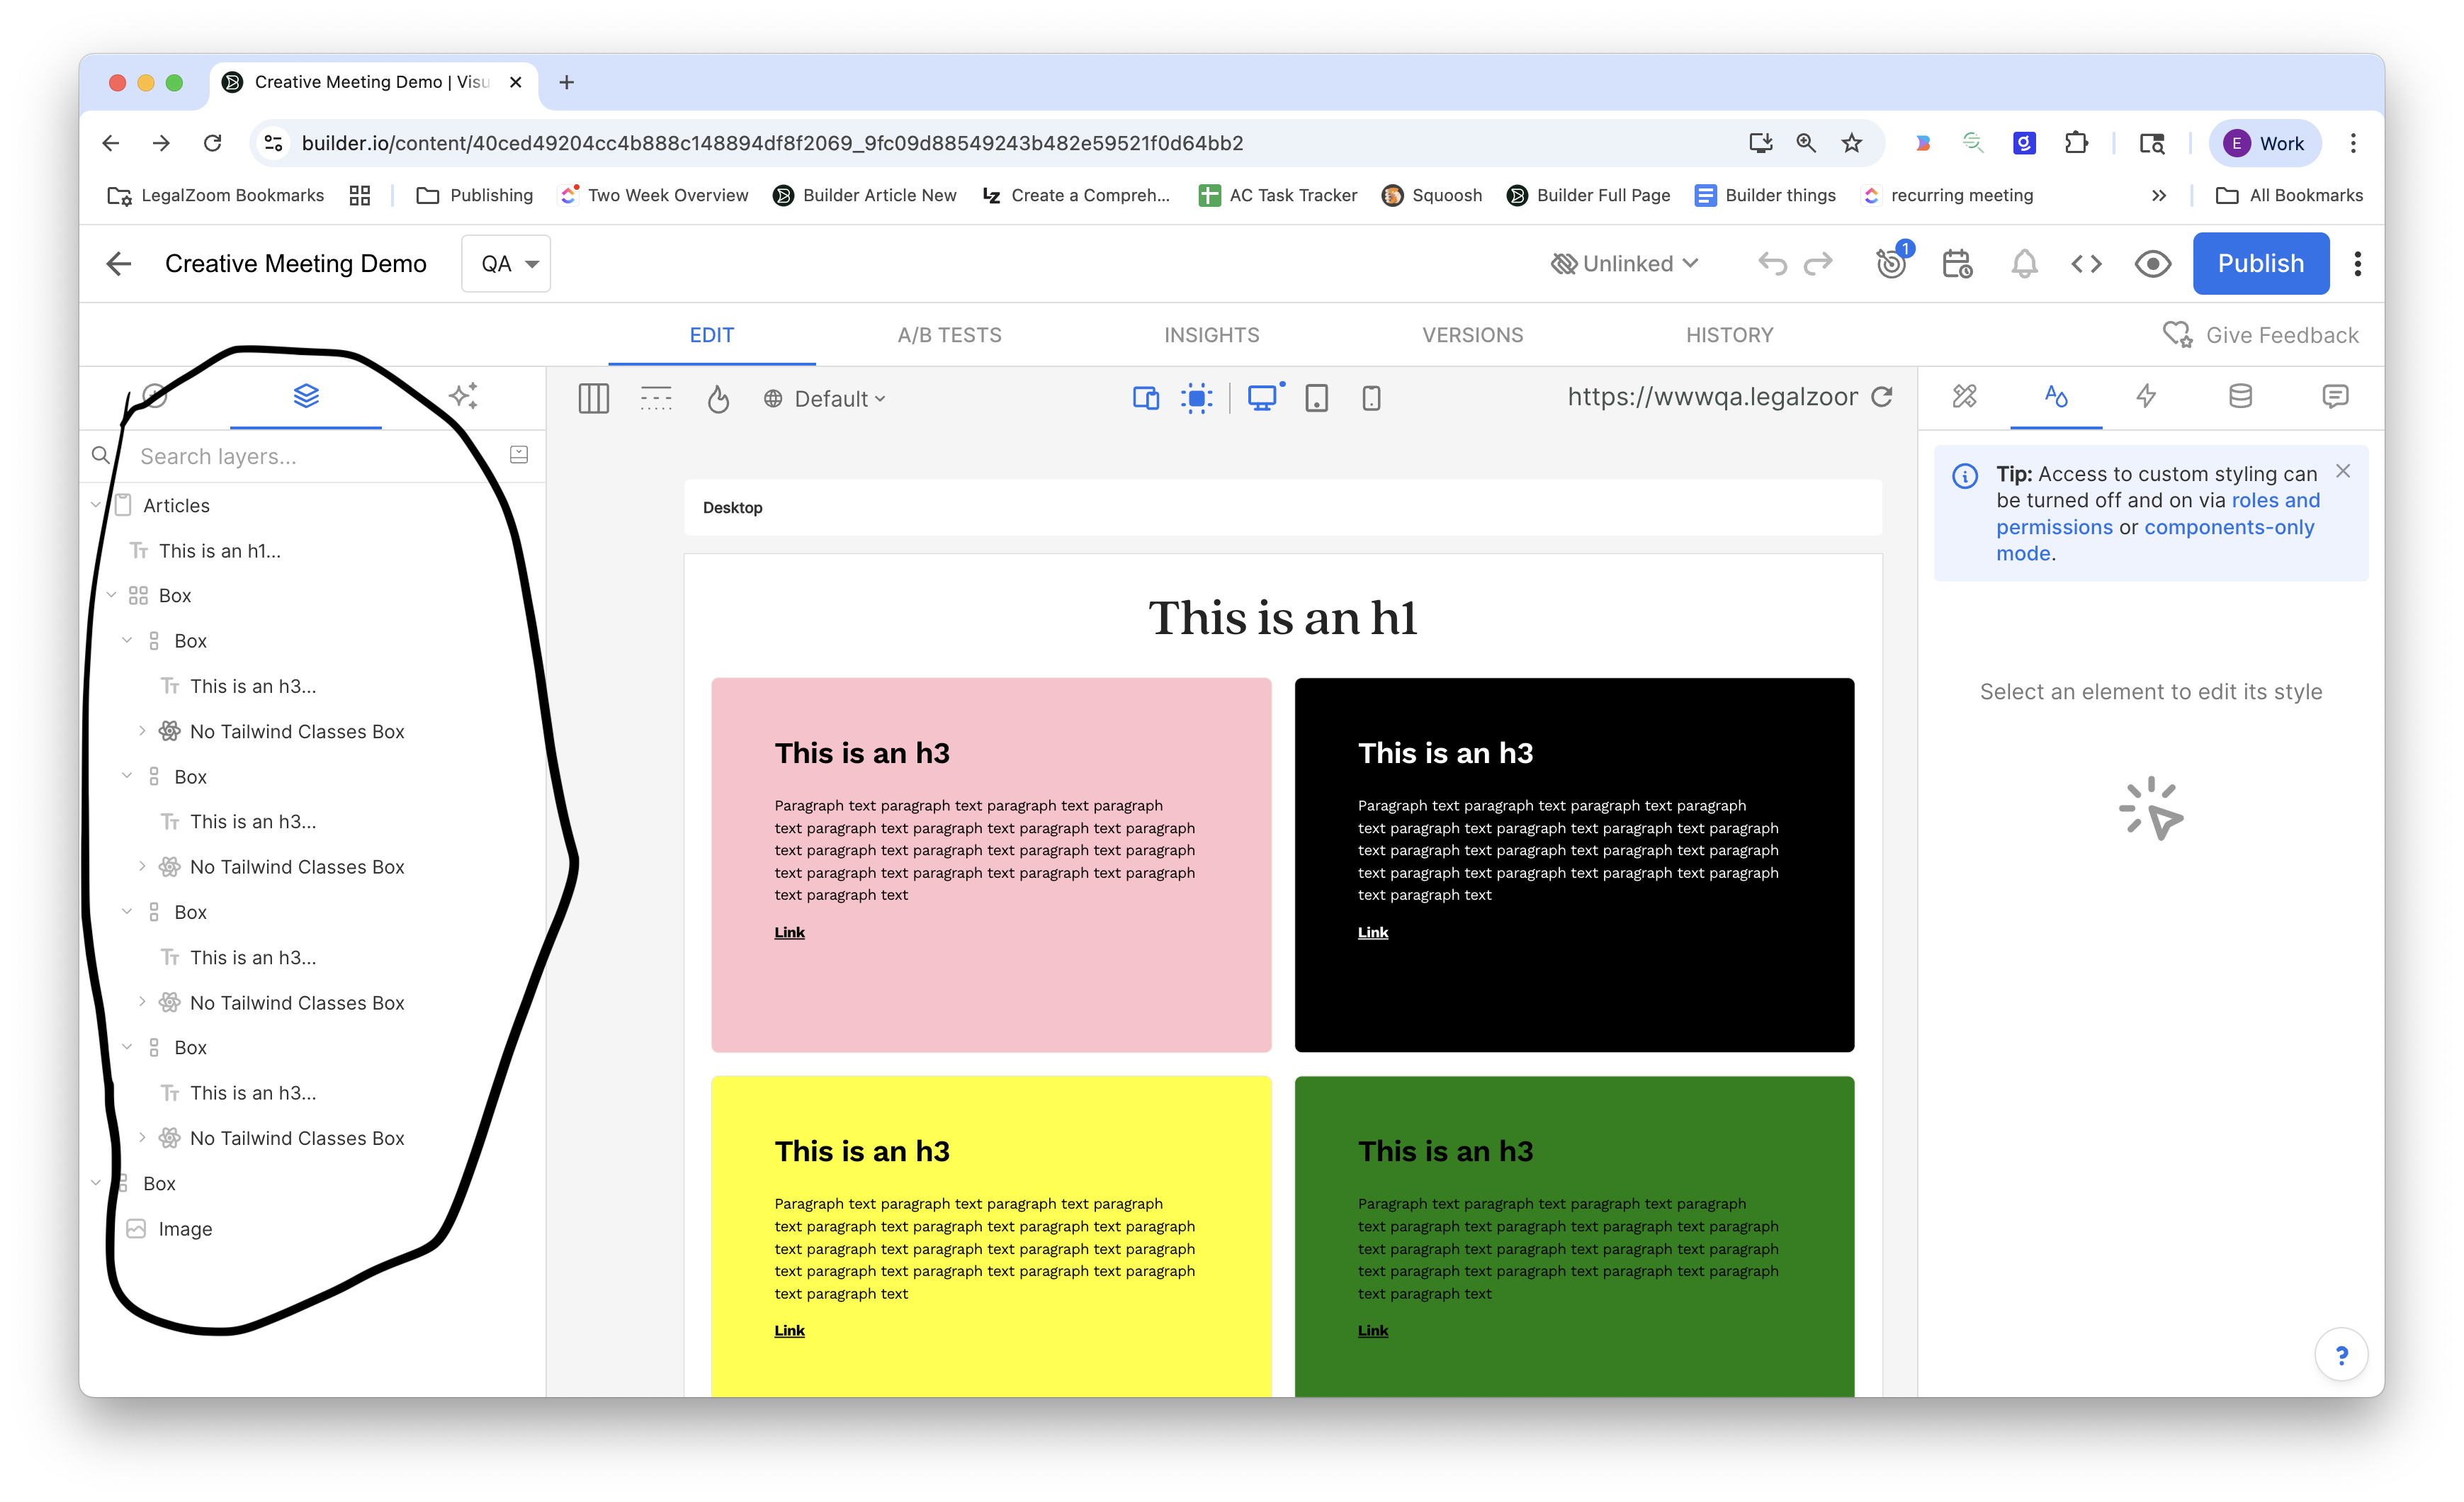 Creative Meeting Demo | Visu
builder.io/content/40ced49204cc4b888c148894df8f2069_9fc09d88549243b482e59521f0d64bb2
E Work
LegalZoom Bookmarks
Publishing
Two Week Overview
Builder Article New
Create a Compreh...
AC Task Tracker
Squoosh
Builder Full Page
Builder things
recurring meeting
All Bookmarks
Creative Meeting Demo
QA
Unlinked
1
Publish
EDIT
A/B TESTS
INSIGHTS
VERSIONS
HISTORY
Give Feedback
Search layers...
Articles
This is an h1...
Box
Box
This is an h3...
No Tailwind Classes Box
Box
This is an h3...
No Tailwind Classes Box
Box
This is an h3...
No Tailwind Classes Box
Box
This is an h3...
No Tailwind Classes Box
Box
Image
Default
https://wwwqa.legalzoor
Desktop
This is an h1
This is an h3
Paragraph text paragraph text paragraph text paragraph
text paragraph text paragraph text paragraph text paragraph
text paragraph text paragraph text paragraph text paragraph
text paragraph text paragraph text paragraph text paragraph
text paragraph text
Link
This is an h3
Paragraph text paragraph text paragraph text paragraph
text paragraph text paragraph text paragraph text paragraph
text paragraph text paragraph text paragraph text paragraph
text paragraph text paragraph text paragraph text paragraph
text paragraph text
Link
This is an h3
Paragraph text paragraph text paragraph text paragraph
text paragraph text paragraph text paragraph text paragraph
text paragraph text paragraph text paragraph text paragraph
text paragraph text paragraph text paragraph text paragraph
text paragraph text
Link
This is an h3
Paragraph text paragraph text paragraph text paragraph
text paragraph text paragraph text paragraph text paragraph
text paragraph text paragraph text paragraph text paragraph
text paragraph text paragraph text paragraph text paragraph
text paragraph text
Link
Tip: Access to custom styling can
be turned off and on via roles and
permissions or components-only
mode.
Select an element to edit its style
?